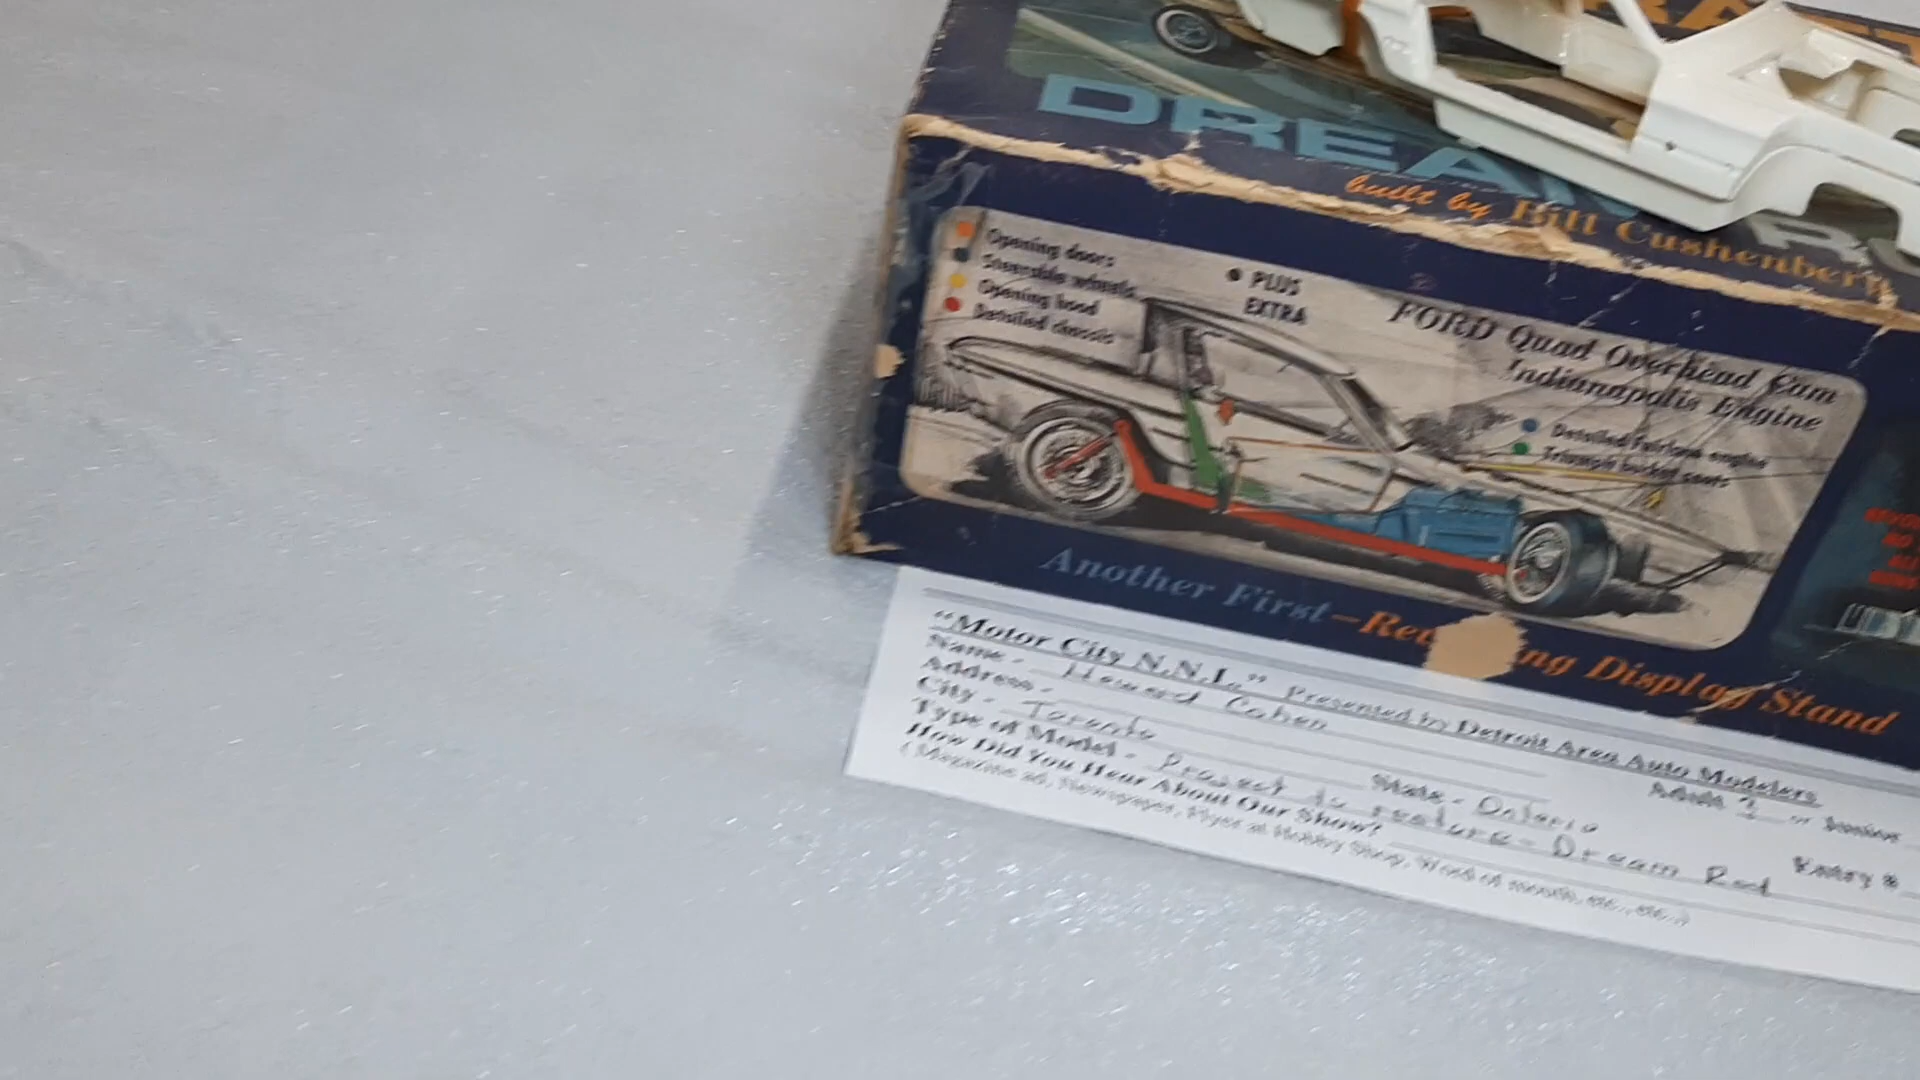 DREAM R
built by Bill Cushenbery
Opening doors
Steerable wheels
Opening hood
Detailed chassis
PLUS
EXTRA
FORD Quad Overhead Cam
Indianapolis Engine
Detailed Fairlane engine
Triumph bucket seats
Another First—Re ng Display Stand
"Motor City N.N.L." Presented by Detroit Area Auto Modelers
Name - Howard Cohen
Address -
City - Toronto State - Ontario Adult ? or Junior
Type of Model - Project to restore - Dream Rod Entry #
How Did You Hear About Our Show?
(Magazine ad, Newspaper, Flyer at Hobby Shop, Word of mouth, etc., etc.,)